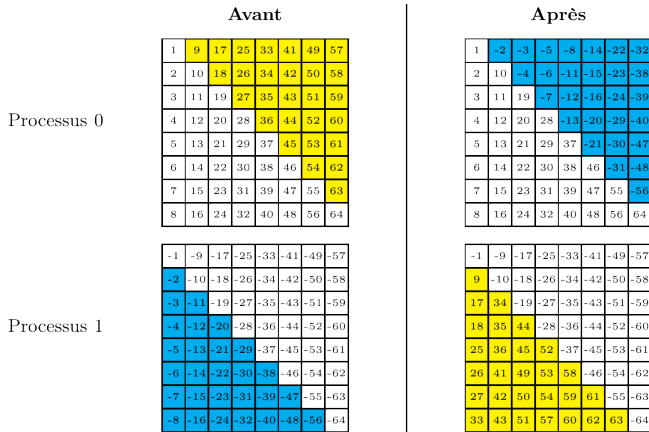 Avant Après
1 9 17 25 33 41 49 57 1 -2 -3 -5 -8 -14 -22 -32
2 10 18 26 34 42 50 58 2 10 -4 -6 -11 -15 -23 -38
3 11 19 27 35 43 51 59 3 11 19 -7 -12 -16 -24 -39
4 12 20 28 36 44 52 60 4 12 20 28 -13 -20 -29 -40
Processus 0
5 13 21 29 37 45 53 61 5 13 21 29 37 -21 -30 -47
6 14 22 30 38 46 54 62 6 14 22 30 38 46 -31 -48
7 15 23 31 39 47 55 63 7 15 23 31 39 47 55 -56
8 16 24 32 40 48 56 64 8 16 24 32 40 48 56 64
-1 -9 -17 -25 -33 -41 -49 -57 -1 -9 -17 -25 -33 -41 -49 -57
-2 -10 -18 -26 -34 -42 -50 -58 9 -10 -18 -26 -34 -42 -50 -58
-3 -11 -19 -27 -35 -43 -51 -59 17 34 -19 -27 -35 -43 -51 -59
-4 -12 -20 -28 -36 -44 -52 -60 18 35 44 -28 -36 -44 -52 -60
Processus 1
-5 -13 -21 -29 -37 -45 -53 -61 25 36 45 52 -37 -45 -53 -61
-6 -14 -22 -30 -38 -46 -54 -62 26 41 49 53 58 -46 -54 -62
-7 -15 -23 -31 -39 -47 -55 -63 27 42 50 54 59 61 -55 -63
-8 -16 -24 -32 -40 -48 -56 -64 33 43 51 57 60 62 63 -64